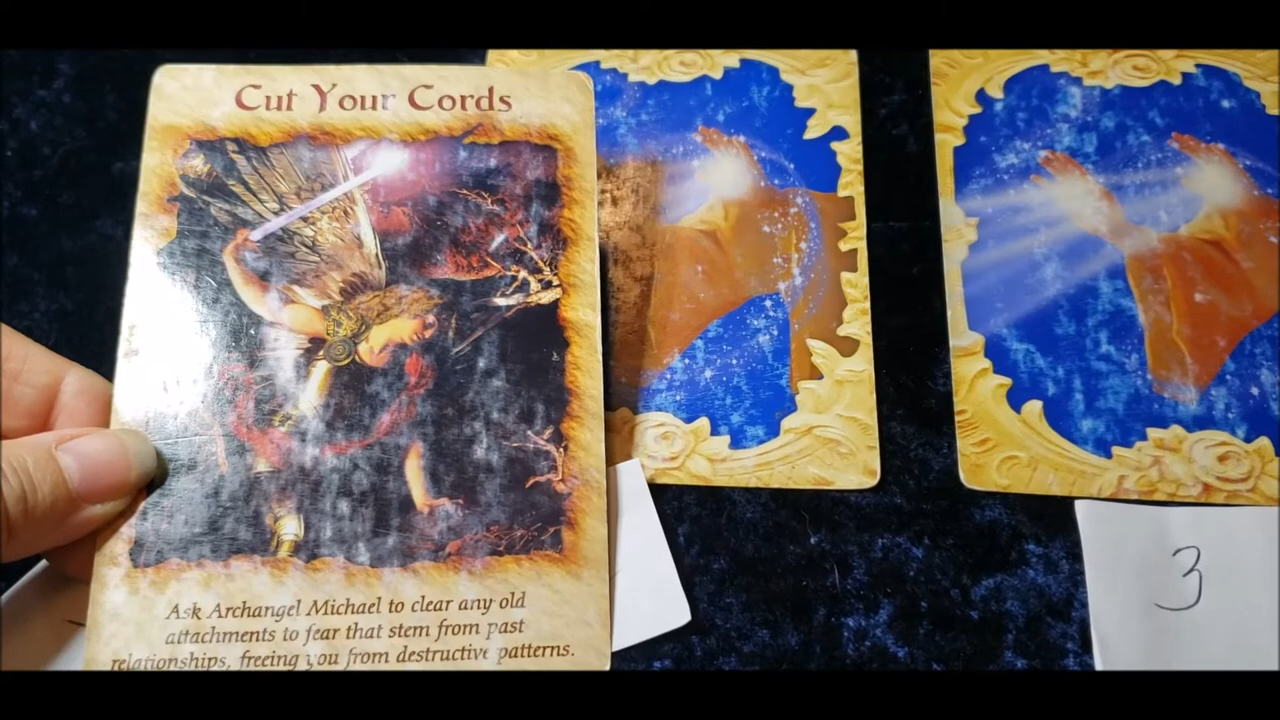 Cut Your Cords
Ask Archangel Michael to clear any old
attachments to fear that stem from past
relationships, freeing you from destructive patterns.
3